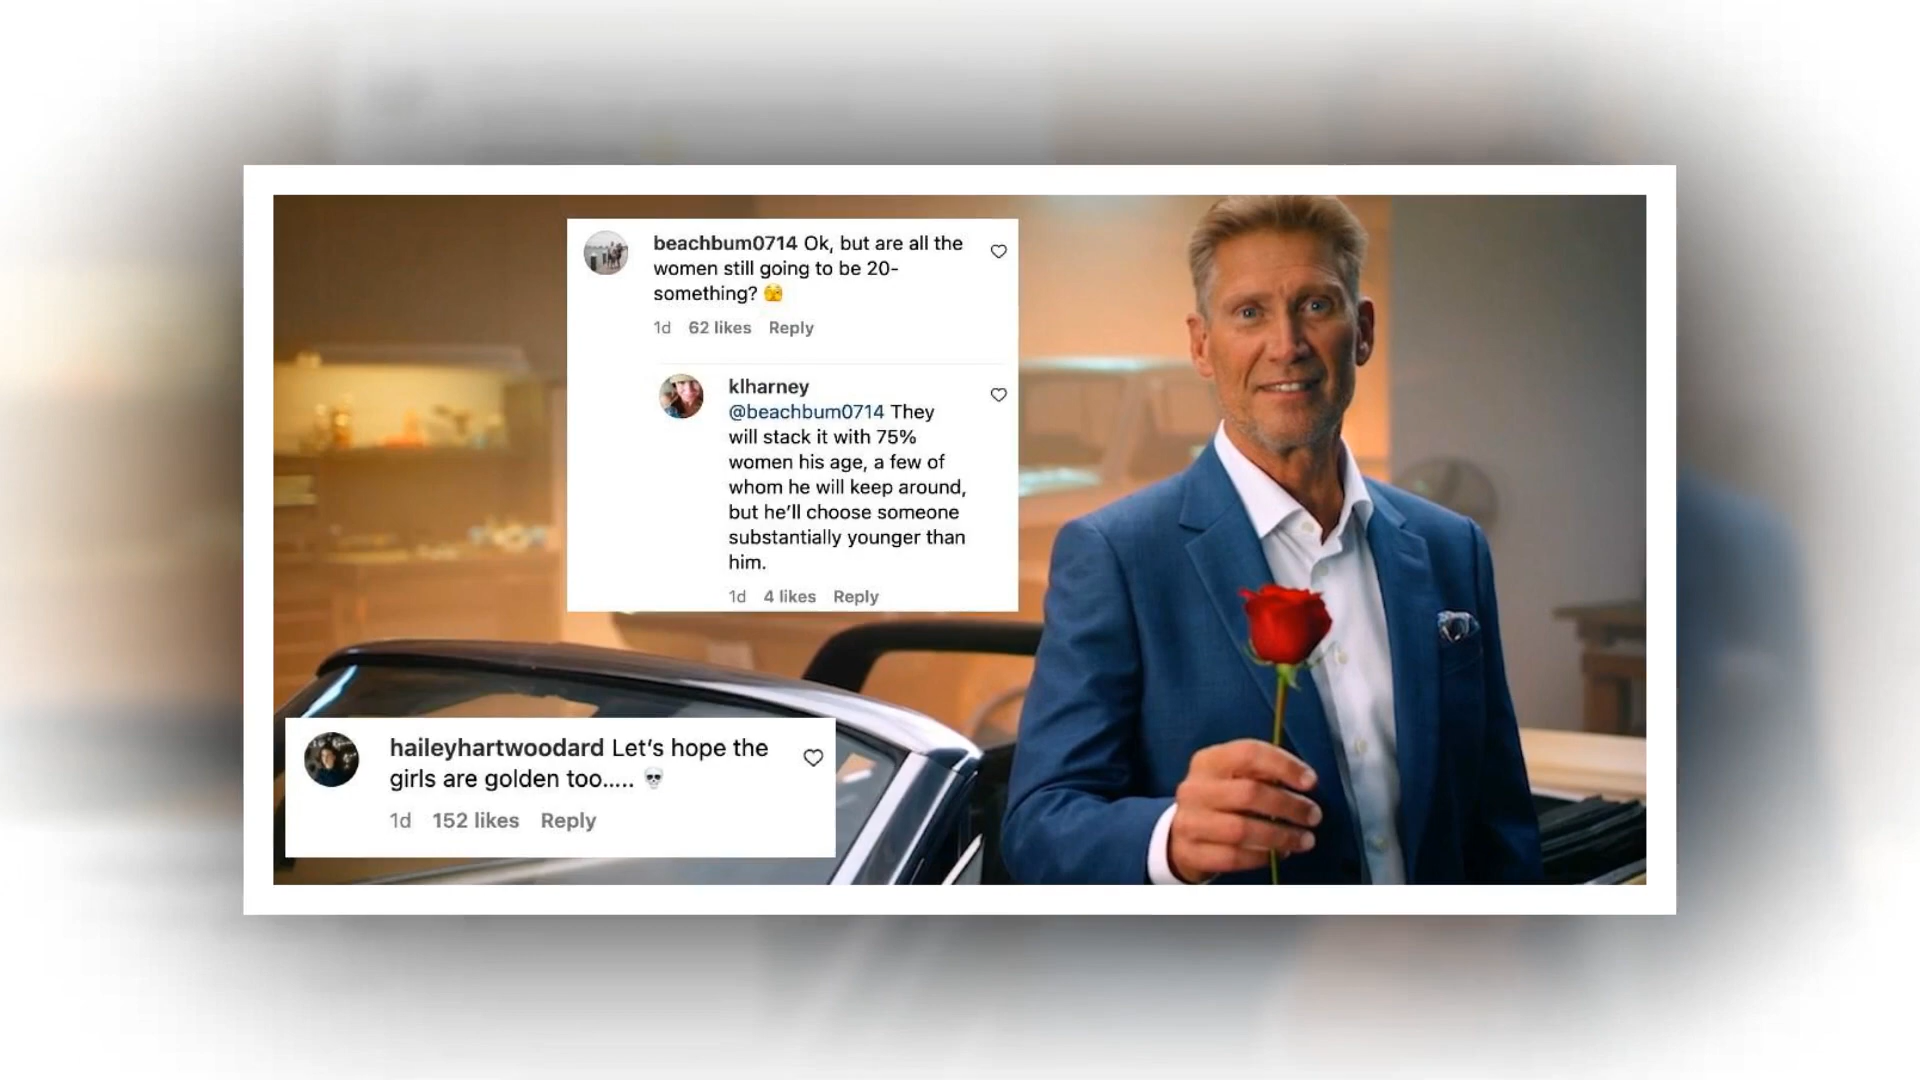 beachbum0714 Ok, but are all the
women still going to be 20-
something? 🫣
1d 62 likes Reply
klharney
@beachbum0714 They
will stack it with 75%
women his age, a few of
whom he will keep around,
but he’ll choose someone
substantially younger than
him.
1d 4 likes Reply
haileyhartwoodard Let’s hope the
girls are golden too..... 💀
1d 152 likes Reply